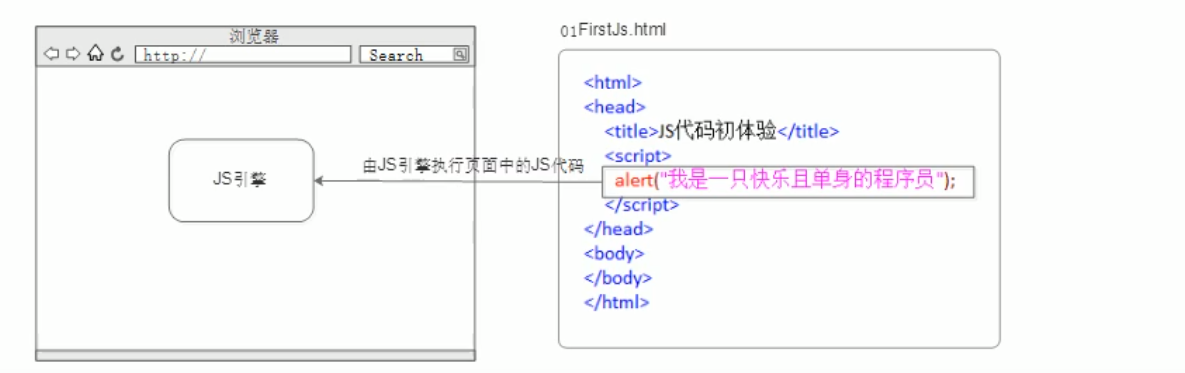 浏览器
http://
Search
JS引擎
由JS引擎执行页面中的JS代码
01FirstJs.html
<html>
<head>
<title>JS代码初体验</title>
<script>
alert("我是一只快乐且单身的程序员");
</script>
</head>
<body>
</body>
</html>